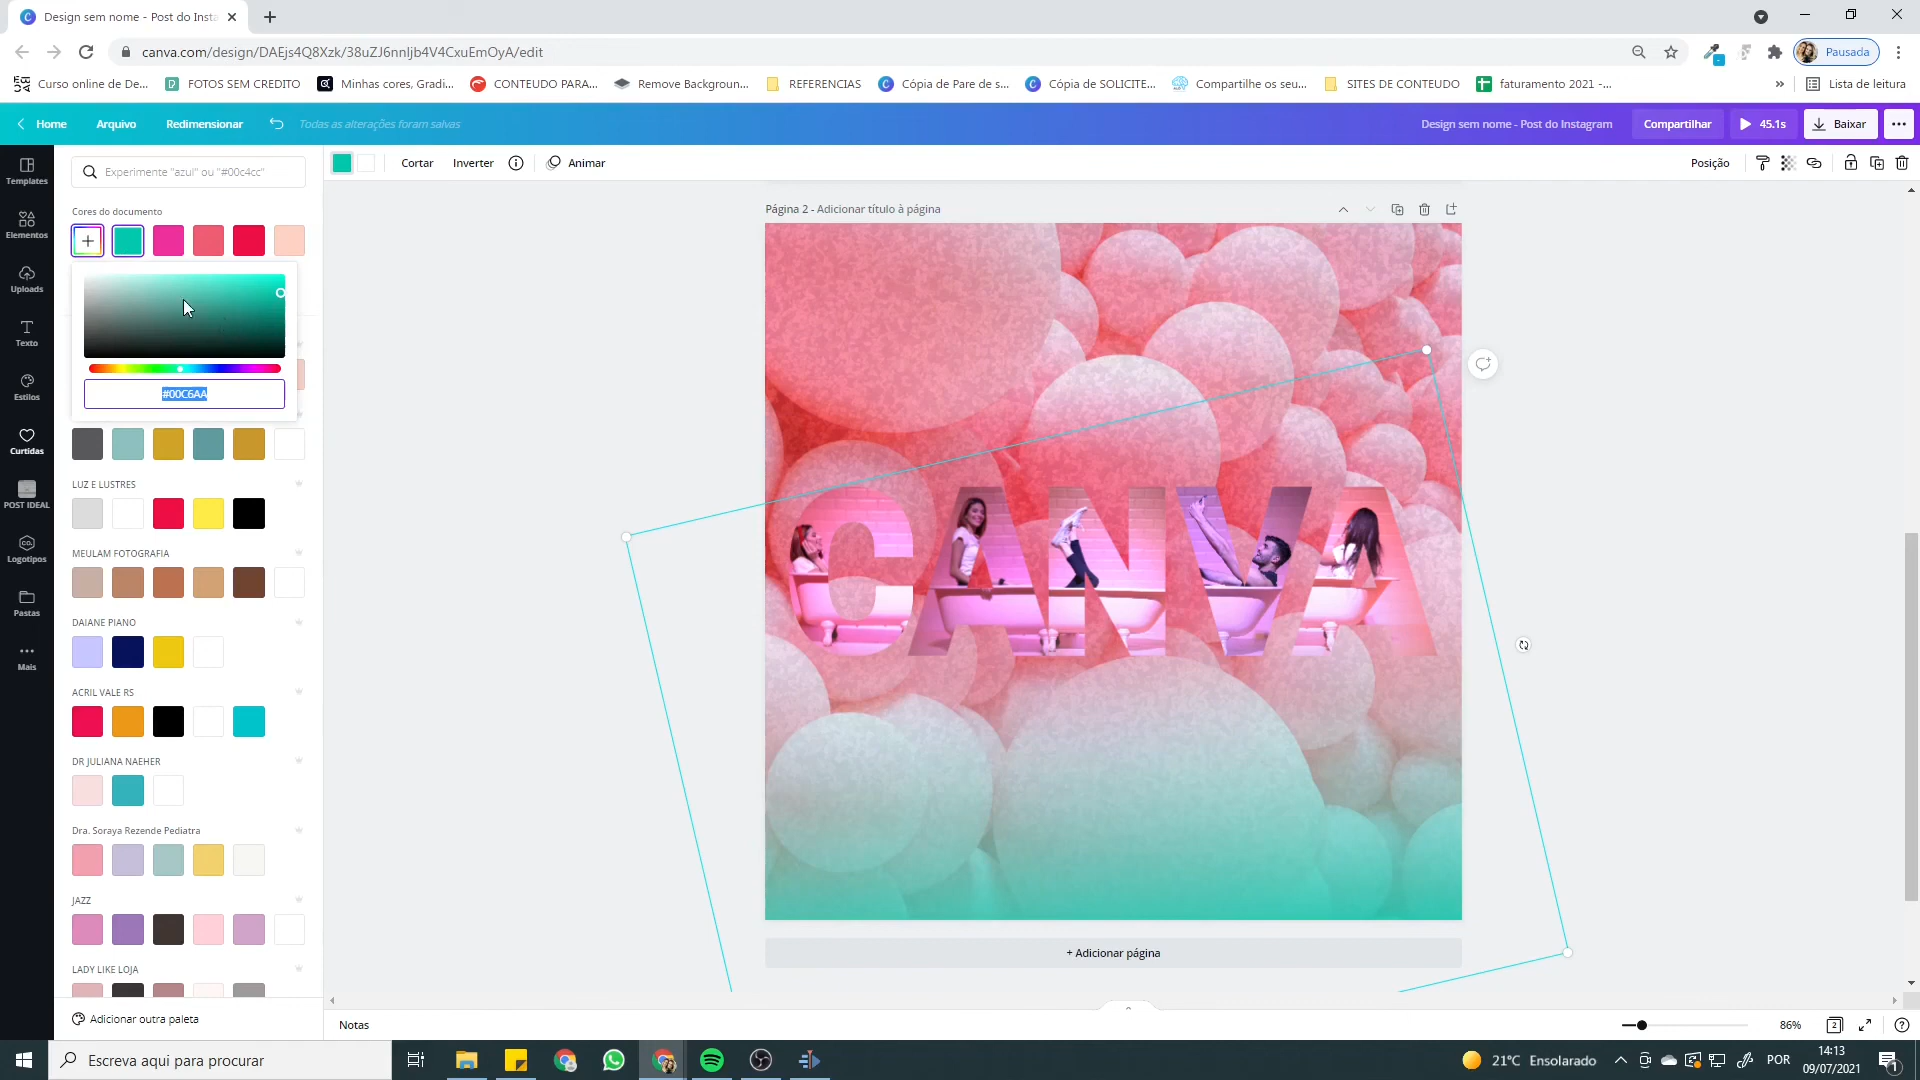 Design sem nome - Post do Insta
canva.com/design/DAEjs4Q8Xzk/38uZJ6nnIjb4V4CxuEmOyA/edit
Pausada
Curso online de De...
FOTOS SEM CREDITO
Minhas cores, Gradi...
CONTEUDO PARA...
Remove Backgroun...
REFERENCIAS
Cópia de Pare de s...
Cópia de SOLICITE...
Compartilhe os seu...
SITES DE CONTEUDO
faturamento 2021 -...
Lista de leitura
Home
Arquivo
Redimensionar
Todas as alterações foram salvas
Design sem nome - Post do Instagram
Compartilhar
45.1s
Baixar
Templates
Elementos
Uploads
Texto
Estilos
Curtidas
POST IDEAL
Logotipos
Pastas
Mais
Experimente "azul" ou "#00c4cc"
Cores do documento
#00C6AA
LUZ E LUSTRES
MEULAM FOTOGRAFIA
DAIANE PIANO
ACRIL VALE RS
DR JULIANA NAEHER
Dra. Soraya Rezende Pediatra
JAZZ
LADY LIKE LOJA
Adicionar outra paleta
Cortar
Inverter
Animar
Posição
Página 2 - Adicionar título à página
CANVA
+ Adicionar página
Notas
86%
2
Escreva aqui para procurar
21°C Ensolarado
POR
14:13
09/07/2021
1